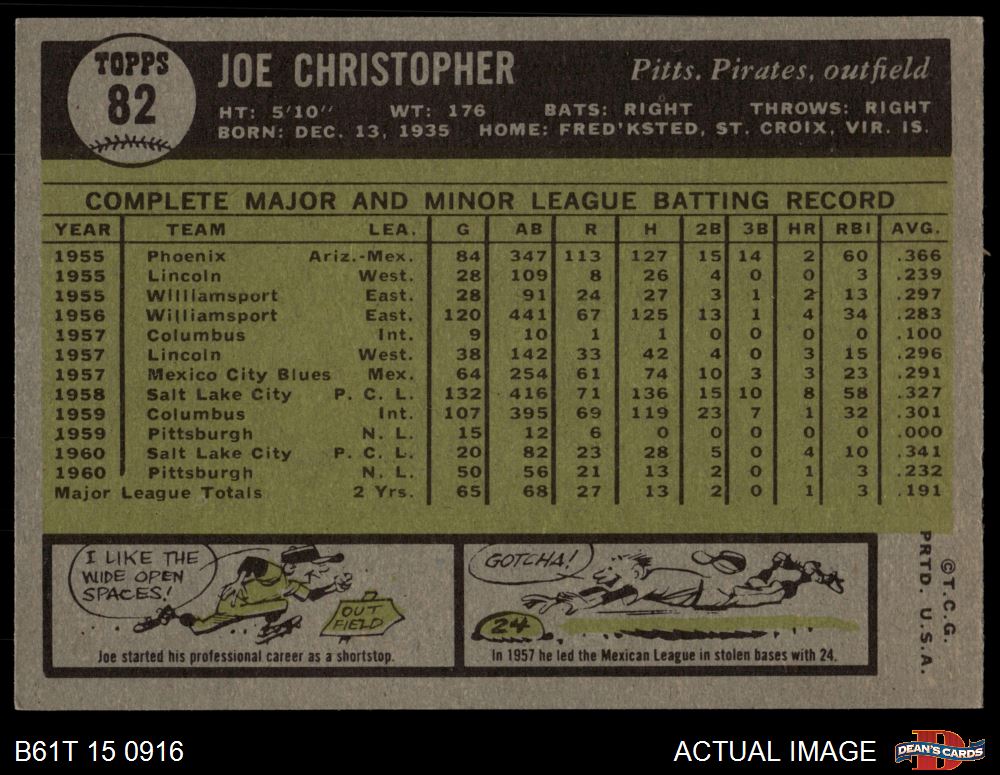 TOPPS
82
JOE CHRISTOPHER
Pitts. Pirates, outfield
HT: 5'10" WT: 176 BATS: RIGHT THROWS: RIGHT
BORN: DEC. 13, 1935 HOME: FRED'KSTED, ST. CROIX, VIR. IS.
COMPLETE MAJOR AND MINOR LEAGUE BATTING RECORD
YEAR TEAM LEA. G AB R H 2B 3B HR RBI AVG.
1955 Phoenix Ariz.-Mex. 84 347 113 127 15 14 2 60 .366
1955 Lincoln West. 28 109 8 26 4 0 0 3 .239
1955 Williamsport East. 28 91 24 27 3 1 2 13 .297
1956 Williamsport East. 120 441 67 125 13 1 4 34 .283
1957 Columbus Int. 9 10 1 1 0 0 0 0 .100
1957 Lincoln West. 38 142 33 42 4 0 3 15 .296
1957 Mexico City Blues Mex. 64 254 61 74 10 3 3 23 .291
1958 Salt Lake City P. C. L. 132 416 71 136 15 10 8 58 .327
1959 Columbus Int. 107 395 69 119 23 7 1 32 .301
1959 Pittsburgh N. L. 15 12 6 0 0 0 0 0 .000
1960 Salt Lake City P. C. L. 20 82 23 28 5 0 4 10 .341
1960 Pittsburgh N. L. 50 56 21 13 2 0 1 3 .232
Major League Totals 2 Yrs. 65 68 27 13 2 0 1 3 .191
I LIKE THE
WIDE OPEN
SPACES!
OUT
FIELD
Joe started his professional career as a shortstop.
GOTCHA!
24
In 1957 he led the Mexican League in stolen bases with 24.
©T.C.G.
PRTD. U.S.A.
B61T 15 0916
ACTUAL IMAGE
DEAN'S CARDS